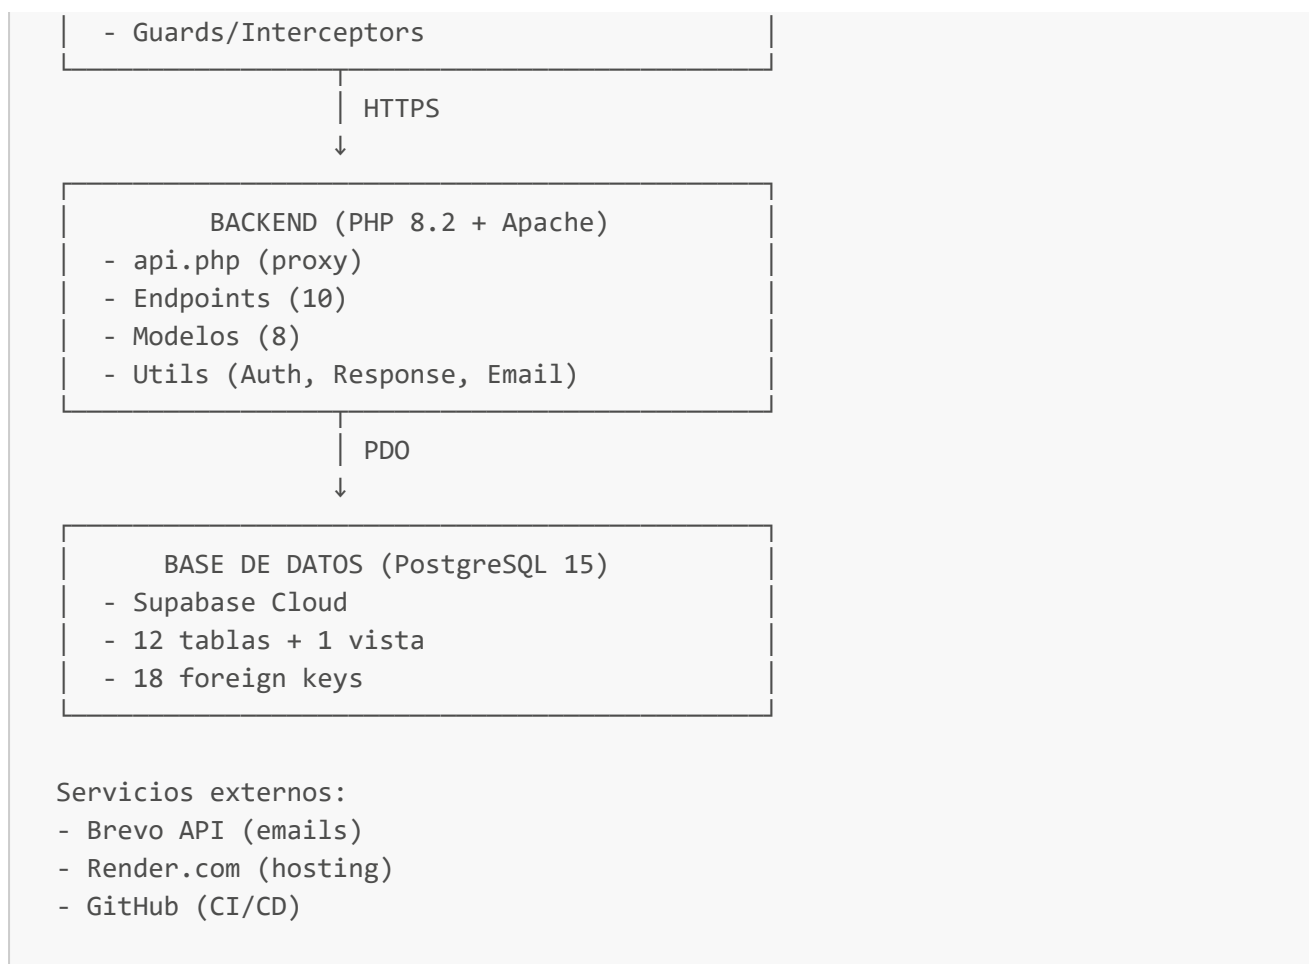 - Guards/Interceptors
HTTPS
↓
BACKEND (PHP 8.2 + Apache)
- api.php (proxy)
- Endpoints (10)
- Modelos (8)
- Utils (Auth, Response, Email)
PDO
↓
BASE DE DATOS (PostgreSQL 15)
- Supabase Cloud
- 12 tablas + 1 vista
- 18 foreign keys
Servicios externos:
- Brevo API (emails)
- Render.com (hosting)
- GitHub (CI/CD)